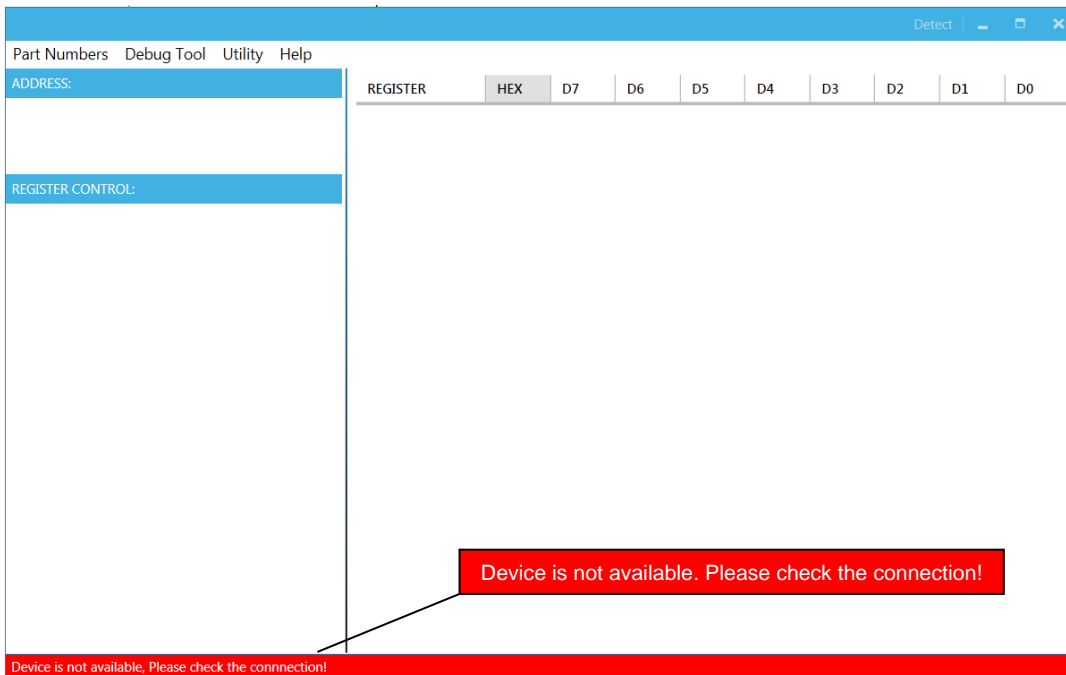 Detect
Part Numbers Debug Tool Utility Help
ADDRESS:
REGISTER HEX D7 D6 D5 D4 D3 D2 D1 D0
REGISTER CONTROL:
Device is not available. Please check the connection!
Device is not available, Please check the connnection!